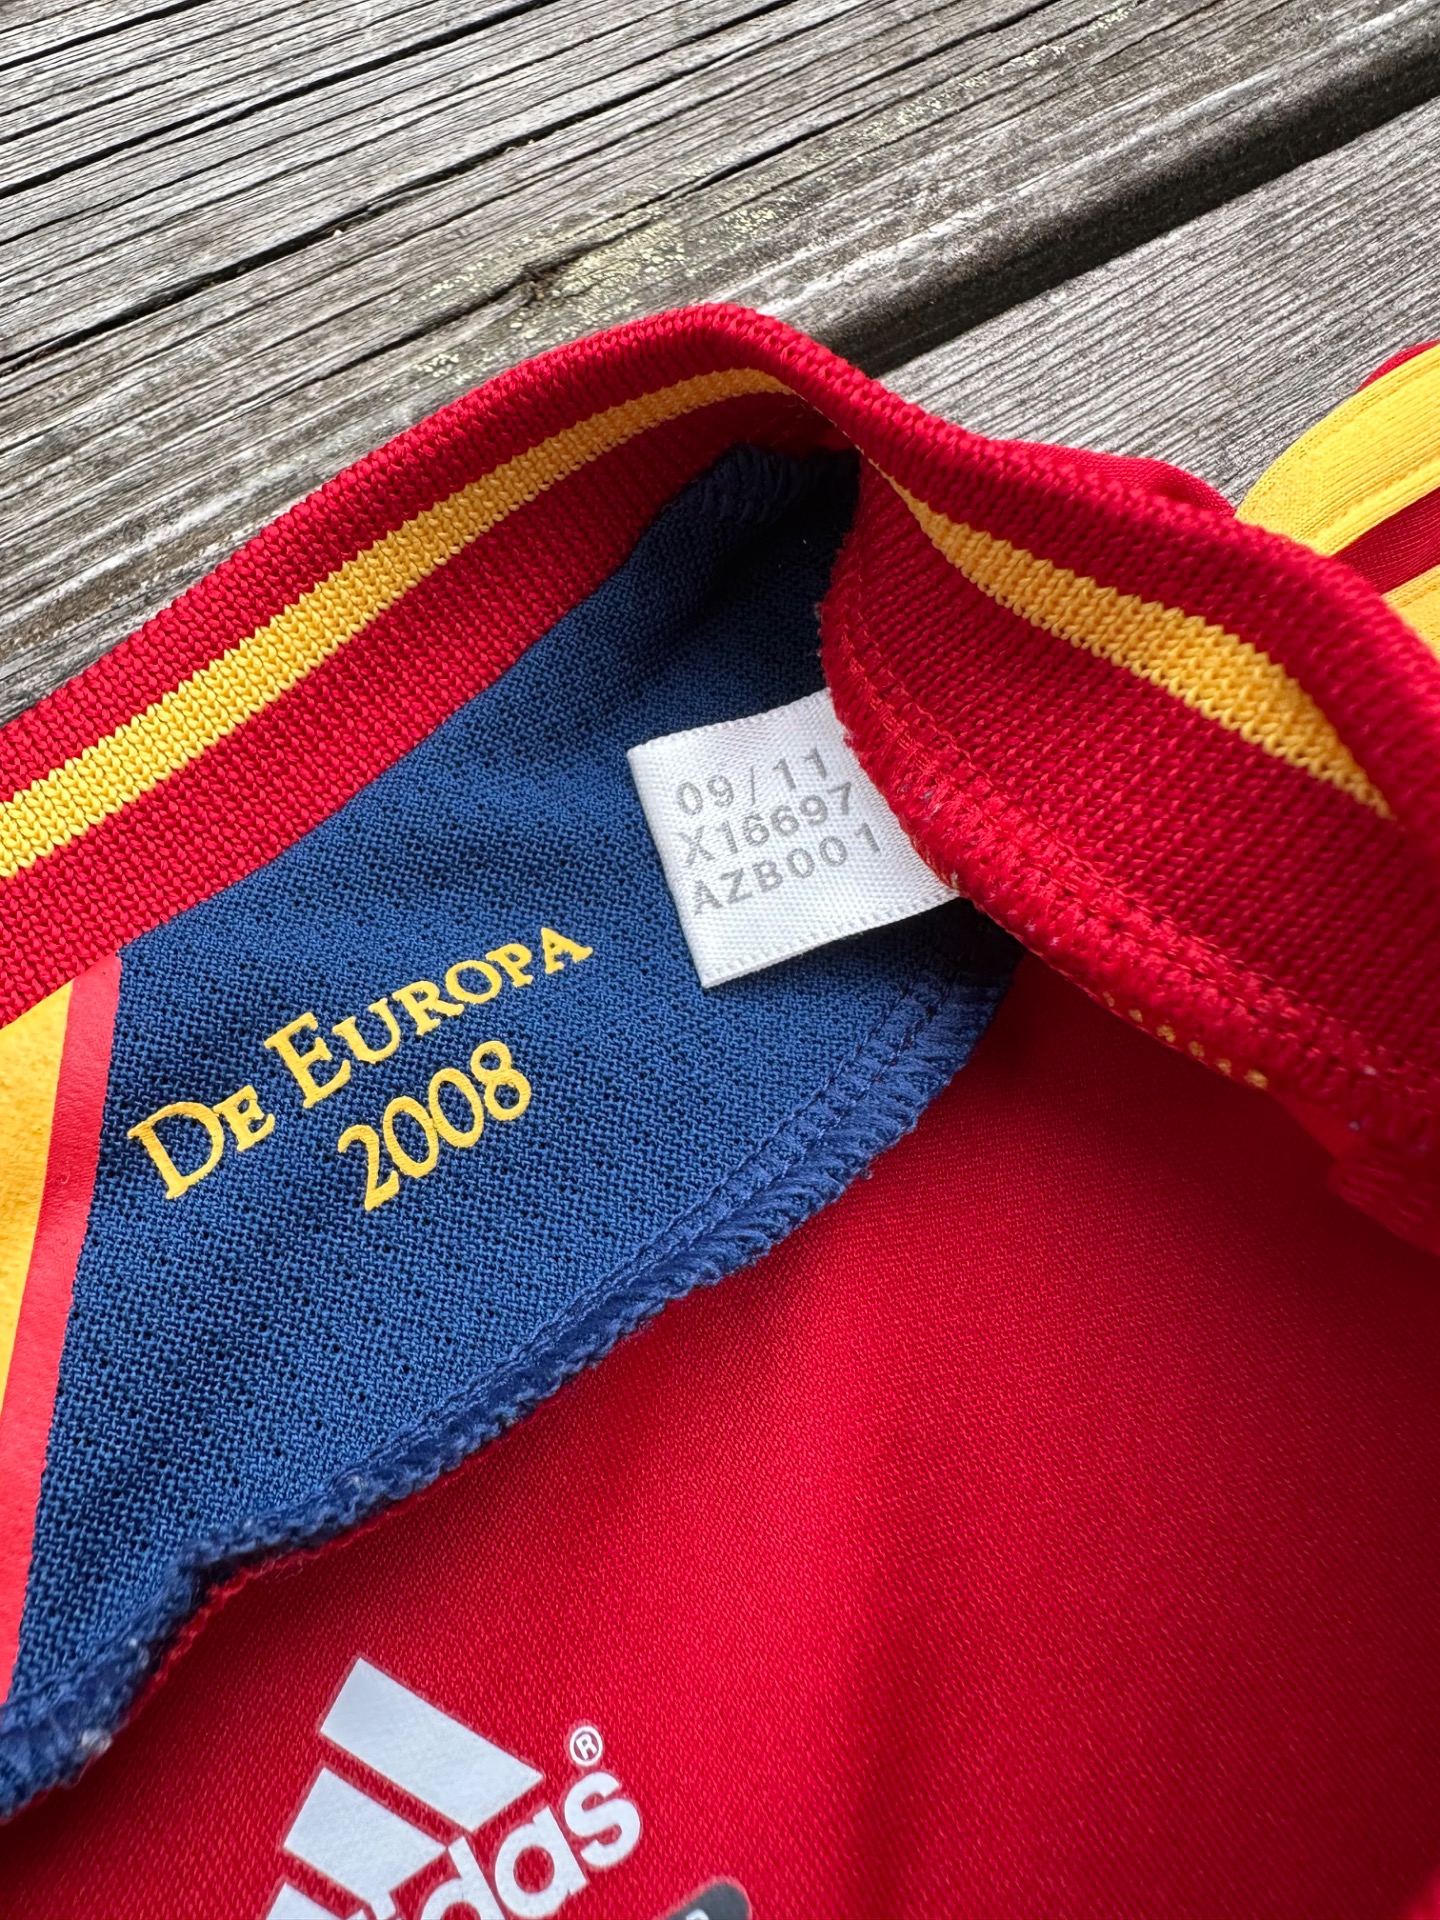 09/11
X16697
AZB001
DE EUROPA
2008
adidas®